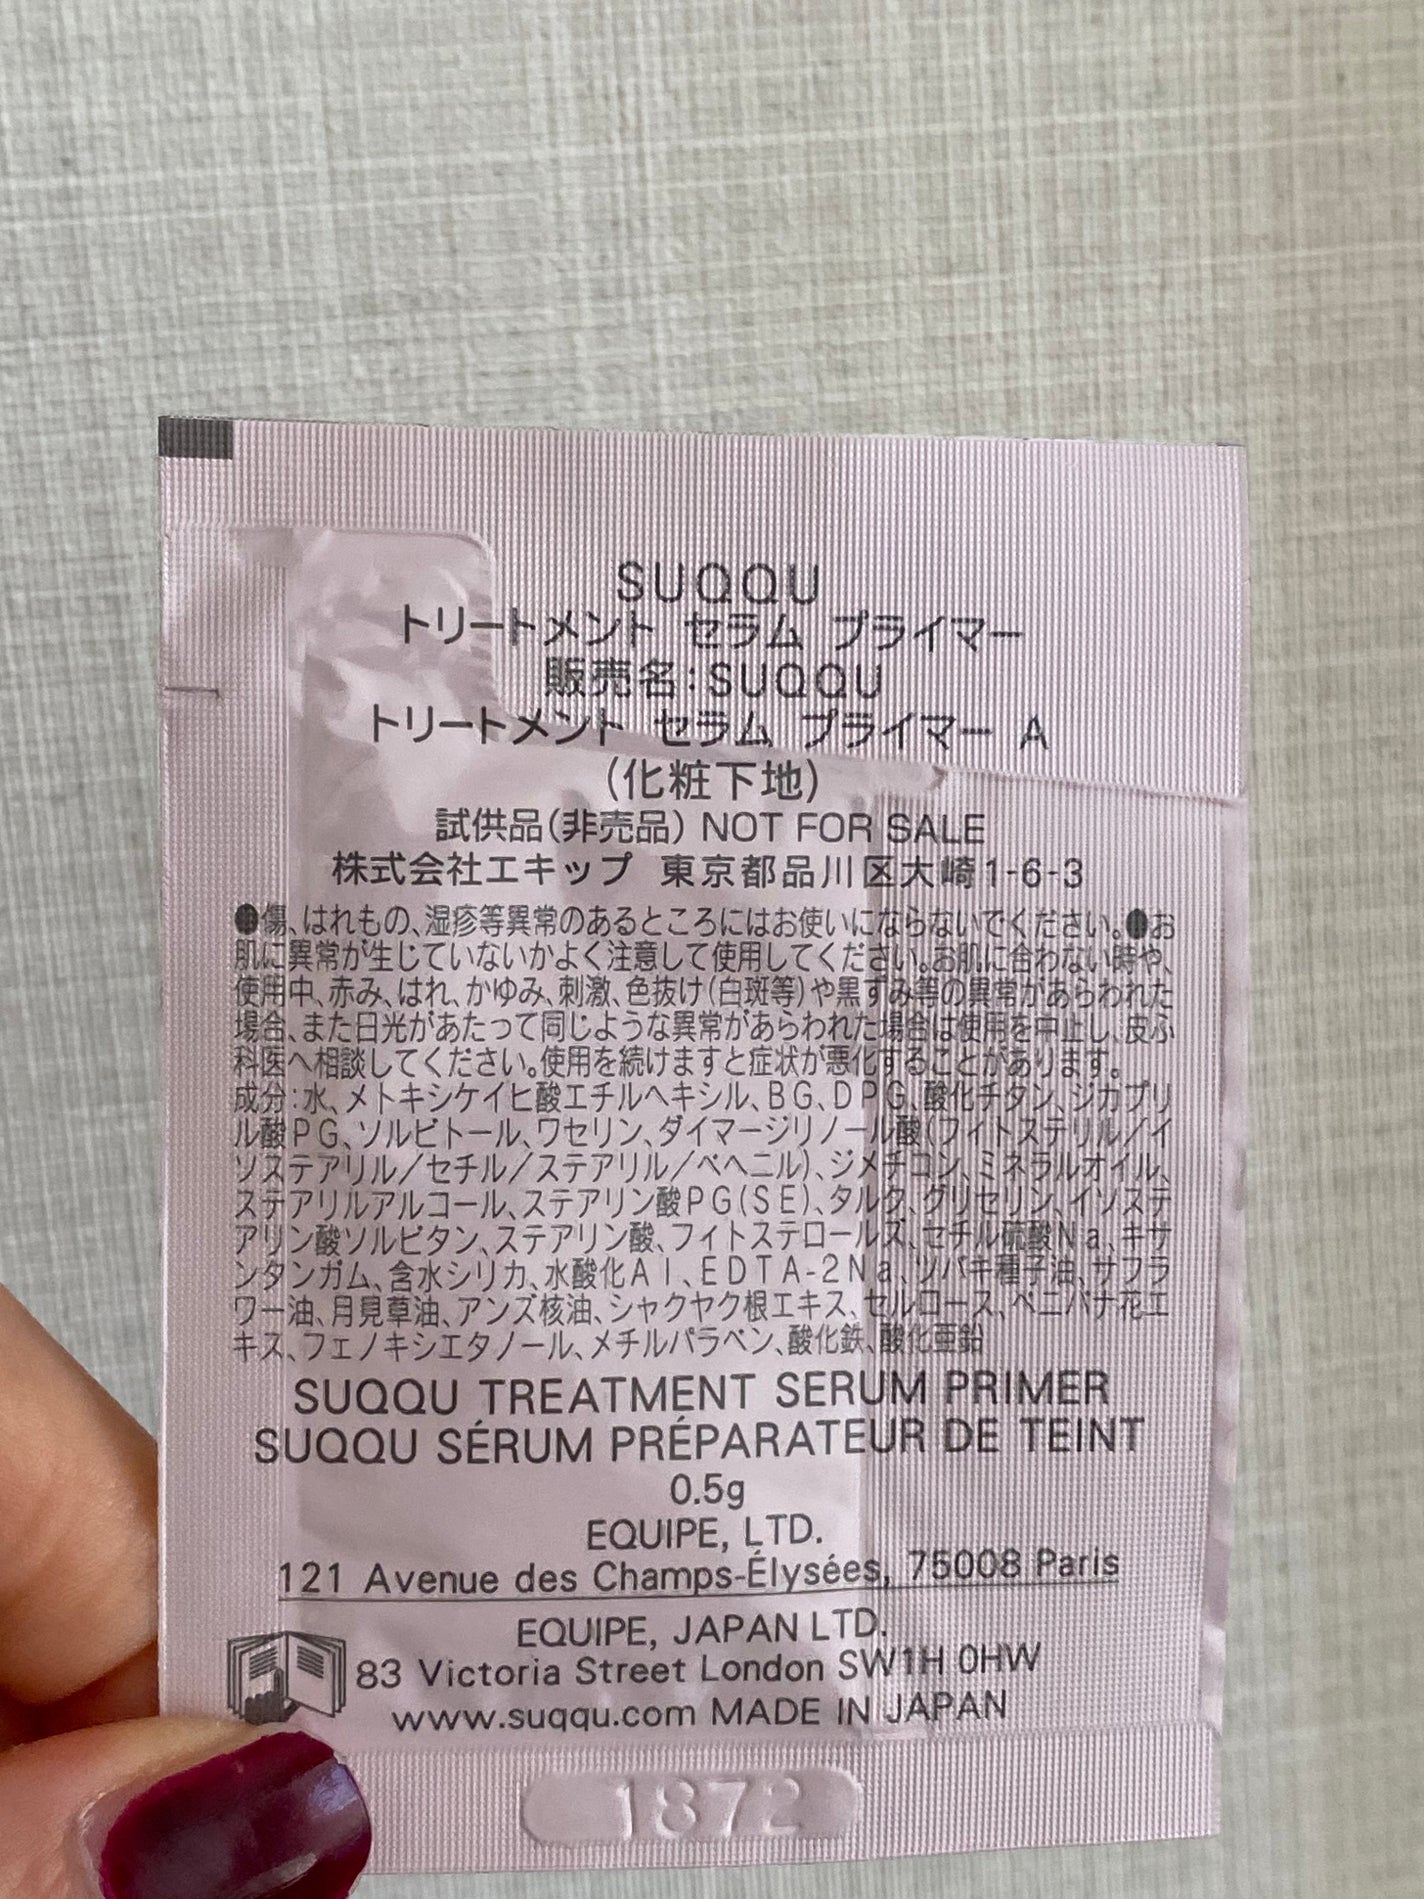 SUQQU
トリートメント セラム プライマー
販売名:SUQQU
トリートメント セラム プライマー A
(化粧下地)
試供品(非売品) NOT FOR SALE
株式会社エキップ 東京都品川区大崎1-6-3
●傷、はれもの、湿疹等異常のあるところにはお使いにならないでください。●お
肌に異常が生じていないかよく注意して使用してください。お肌に合わない時や、
使用中、赤み、はれ、かゆみ、刺激、色抜け(白斑等)や黒ずみ等の異常があらわれた
場合、また日光があたって同じような異常があらわれた場合は使用を中止し、皮ふ
科医へ相談してください。使用を続けますと症状が悪化することがあります。
成分:水、メトキシケイヒ酸エチルヘキシル、BG、DPG、酸化チタン、ジカプリ
ル酸PG、ソルビトール、ワセリン、ダイマージリノール酸(フィトステリル/イ
ソステアリル/セチル/ステアリル/ベヘニル)、ジメチコン、ミネラルオイル、
ステアリルアルコール、ステアリン酸PG(SE)、タルク、グリセリン、イソステ
アリン酸ソルビタン、ステアリン酸、フィトステロールズ、セチル硫酸Na、キサ
ンタンガム、含水シリカ、水酸化Al、EDTA-2Na、ツバキ種子油、サフラ
ワー油、月見草油、アンズ核油、シャクヤク根エキス、セルロース、ベニバナ花エ
キス、フェノキシエタノール、メチルパラベン、酸化鉄、酸化亜鉛
SUQQU TREATMENT SERUM PRIMER
SUQQU SÉRUM PRÉPARATEUR DE TEINT
0.5g
EQUIPE, LTD.
121 Avenue des Champs-Élysées, 75008 Paris
EQUIPE, JAPAN LTD.
83 Victoria Street London SW1H 0HW
www.suqqu.com MADE IN JAPAN
1872